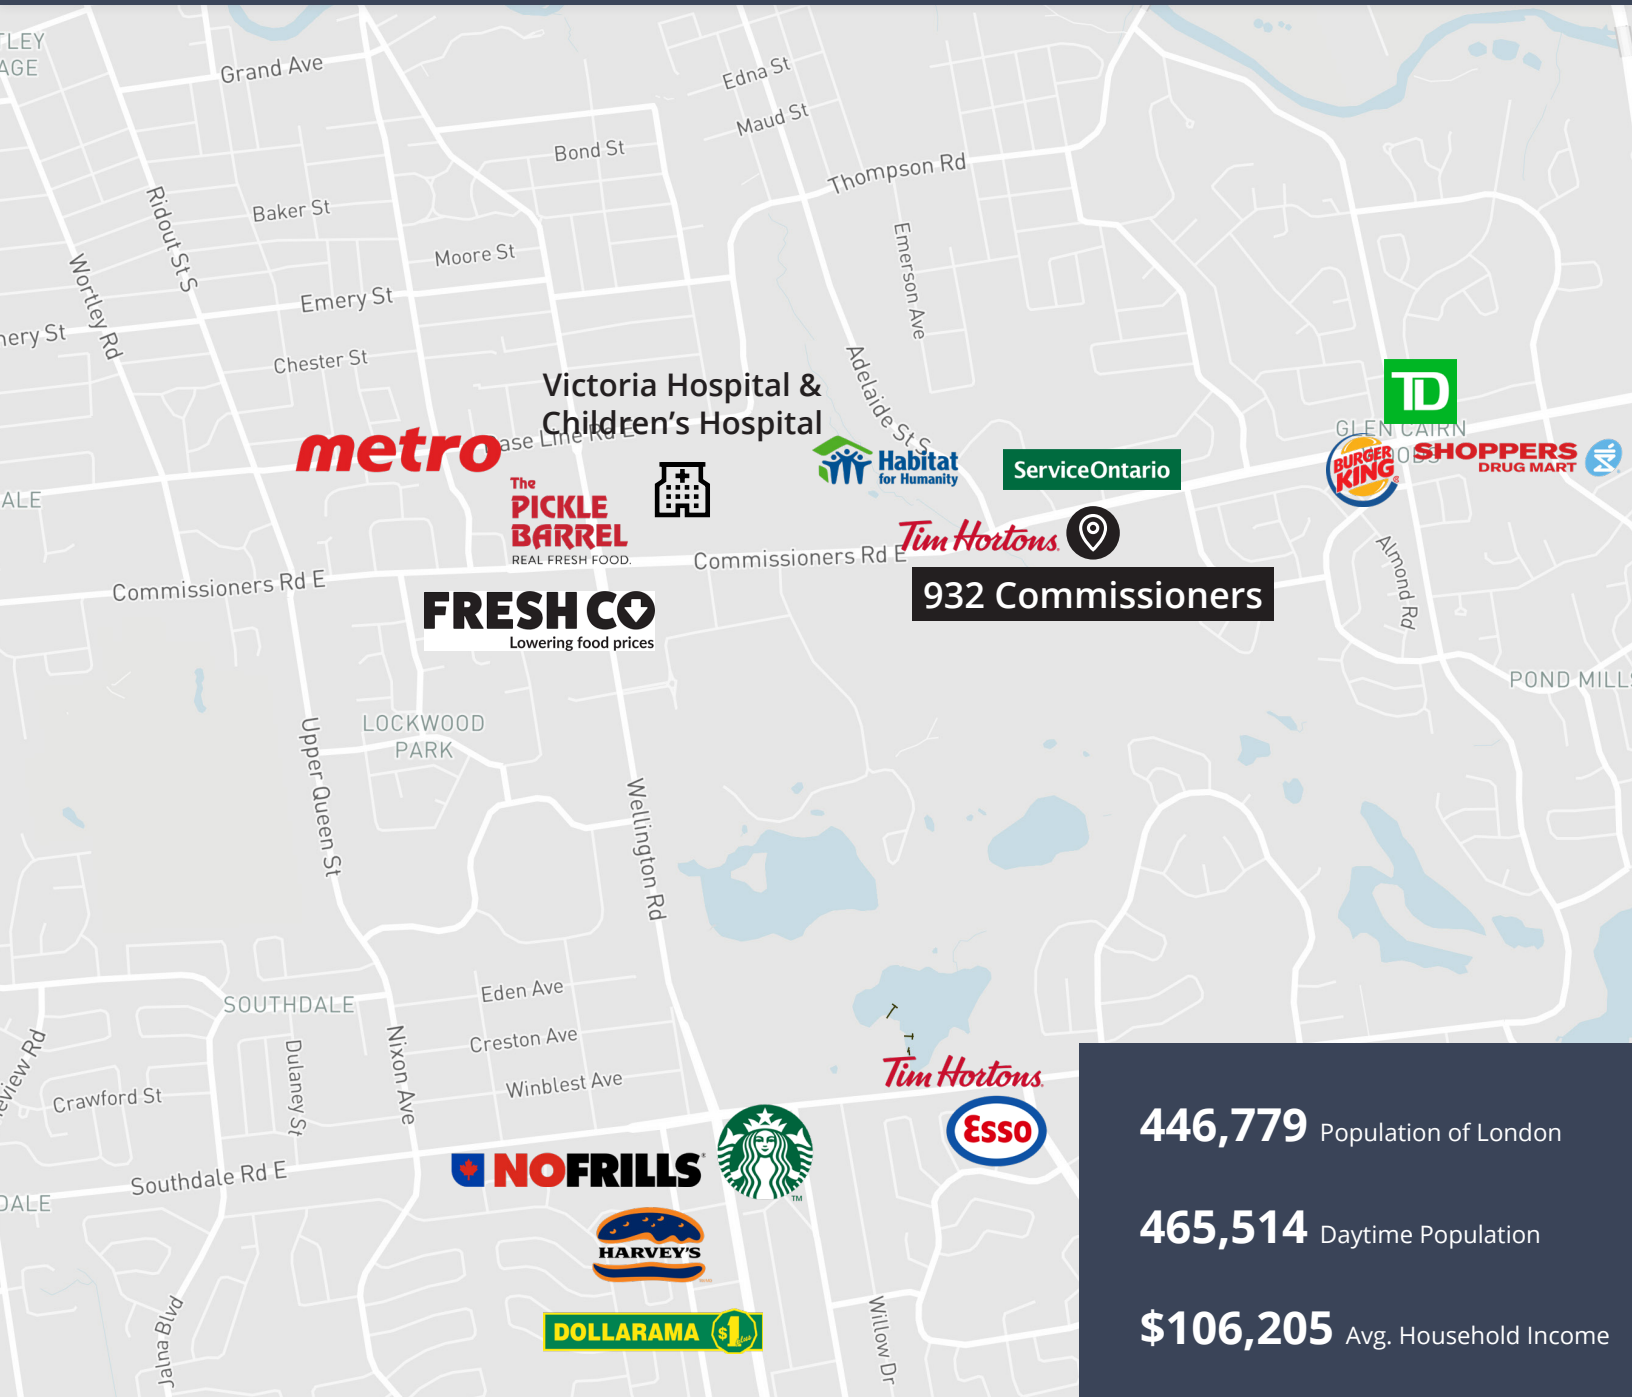 Grand Ave
Edna St
Maud St
Bond St
Thompson Rd
Ridout St S
Baker St
Emerson Ave
Moore St
Wortley Rd
Emery St
Chester St
Adelaide St S
Victoria Hospital &
Children's Hospital
TD
GLEN CAIRN
metro
Habitat
for Humanity
ServiceOntario
BURGER
KING
SHOPPERS
DRUG MART
The
PICKLE
BARREL
REAL FRESH FOOD.
Tim Hortons
Commissioners Rd E
Commissioners Rd E
932 Commissioners
Almond Rd
FRESHCO
Lowering food prices
POND MILLS
LOCKWOOD
PARK
Upper Queen St
Wellington Rd
Eden Ave
SOUTHDALE
Creston Ave
Nixon Ave
Dulaney St
Winblest Ave
Crawford St
Tim Hortons
Esso
NOFRILLS
Southdale Rd E
HARVEY'S
DOLLARAMA $1 plus
Jalna Blvd
Willow Dr
446,779 Population of London
465,514 Daytime Population
$106,205 Avg. Household Income